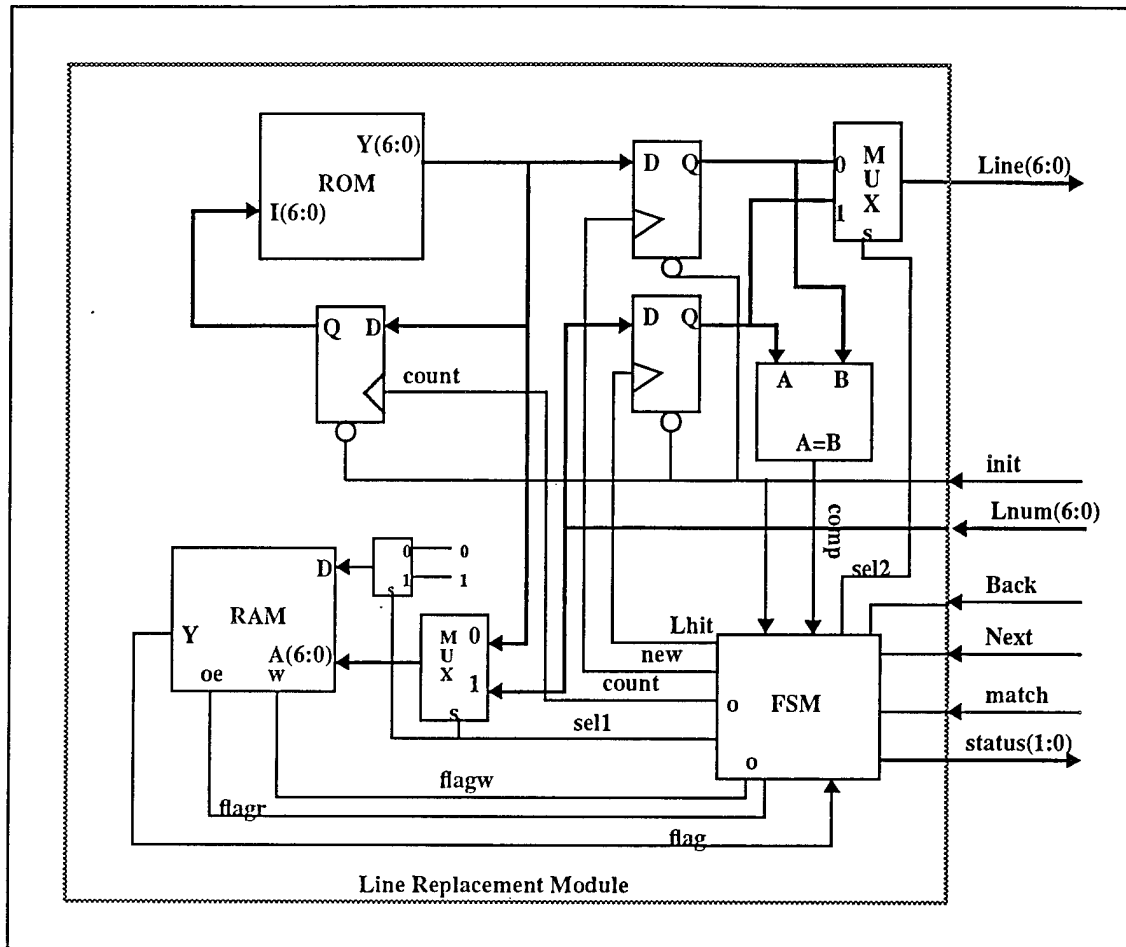 Y(6:0)
ROM
I(6:0)
D Q
0 M U X
1
s
Line(6:0)
Q D
D Q
count
A B
A=B
init
Lnum(6:0)
comp
sel2
0 0
1 1
s
D
RAM
Y
A(6:0)
oe w
M U X 0
1
s
Back
Lhit
new
Next
count
o FSM
match
sel1
status(1:0)
o
flagw
flagr
flag
Line Replacement Module